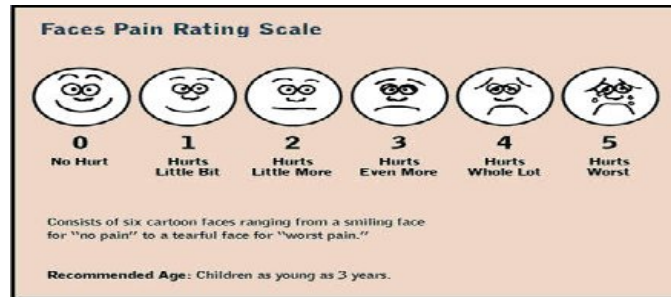 Faces Pain Rating Scale
0 1 2 3 4 5
No Hurt Hurts Hurts Hurts Hurts Hurts
Little Bit Little More Even More Whole Lot Worst
Consists of six cartoon faces ranging from a smiling face
for "no pain" to a tearful face for "worst pain."
Recommended Age: Children as young as 3 years.